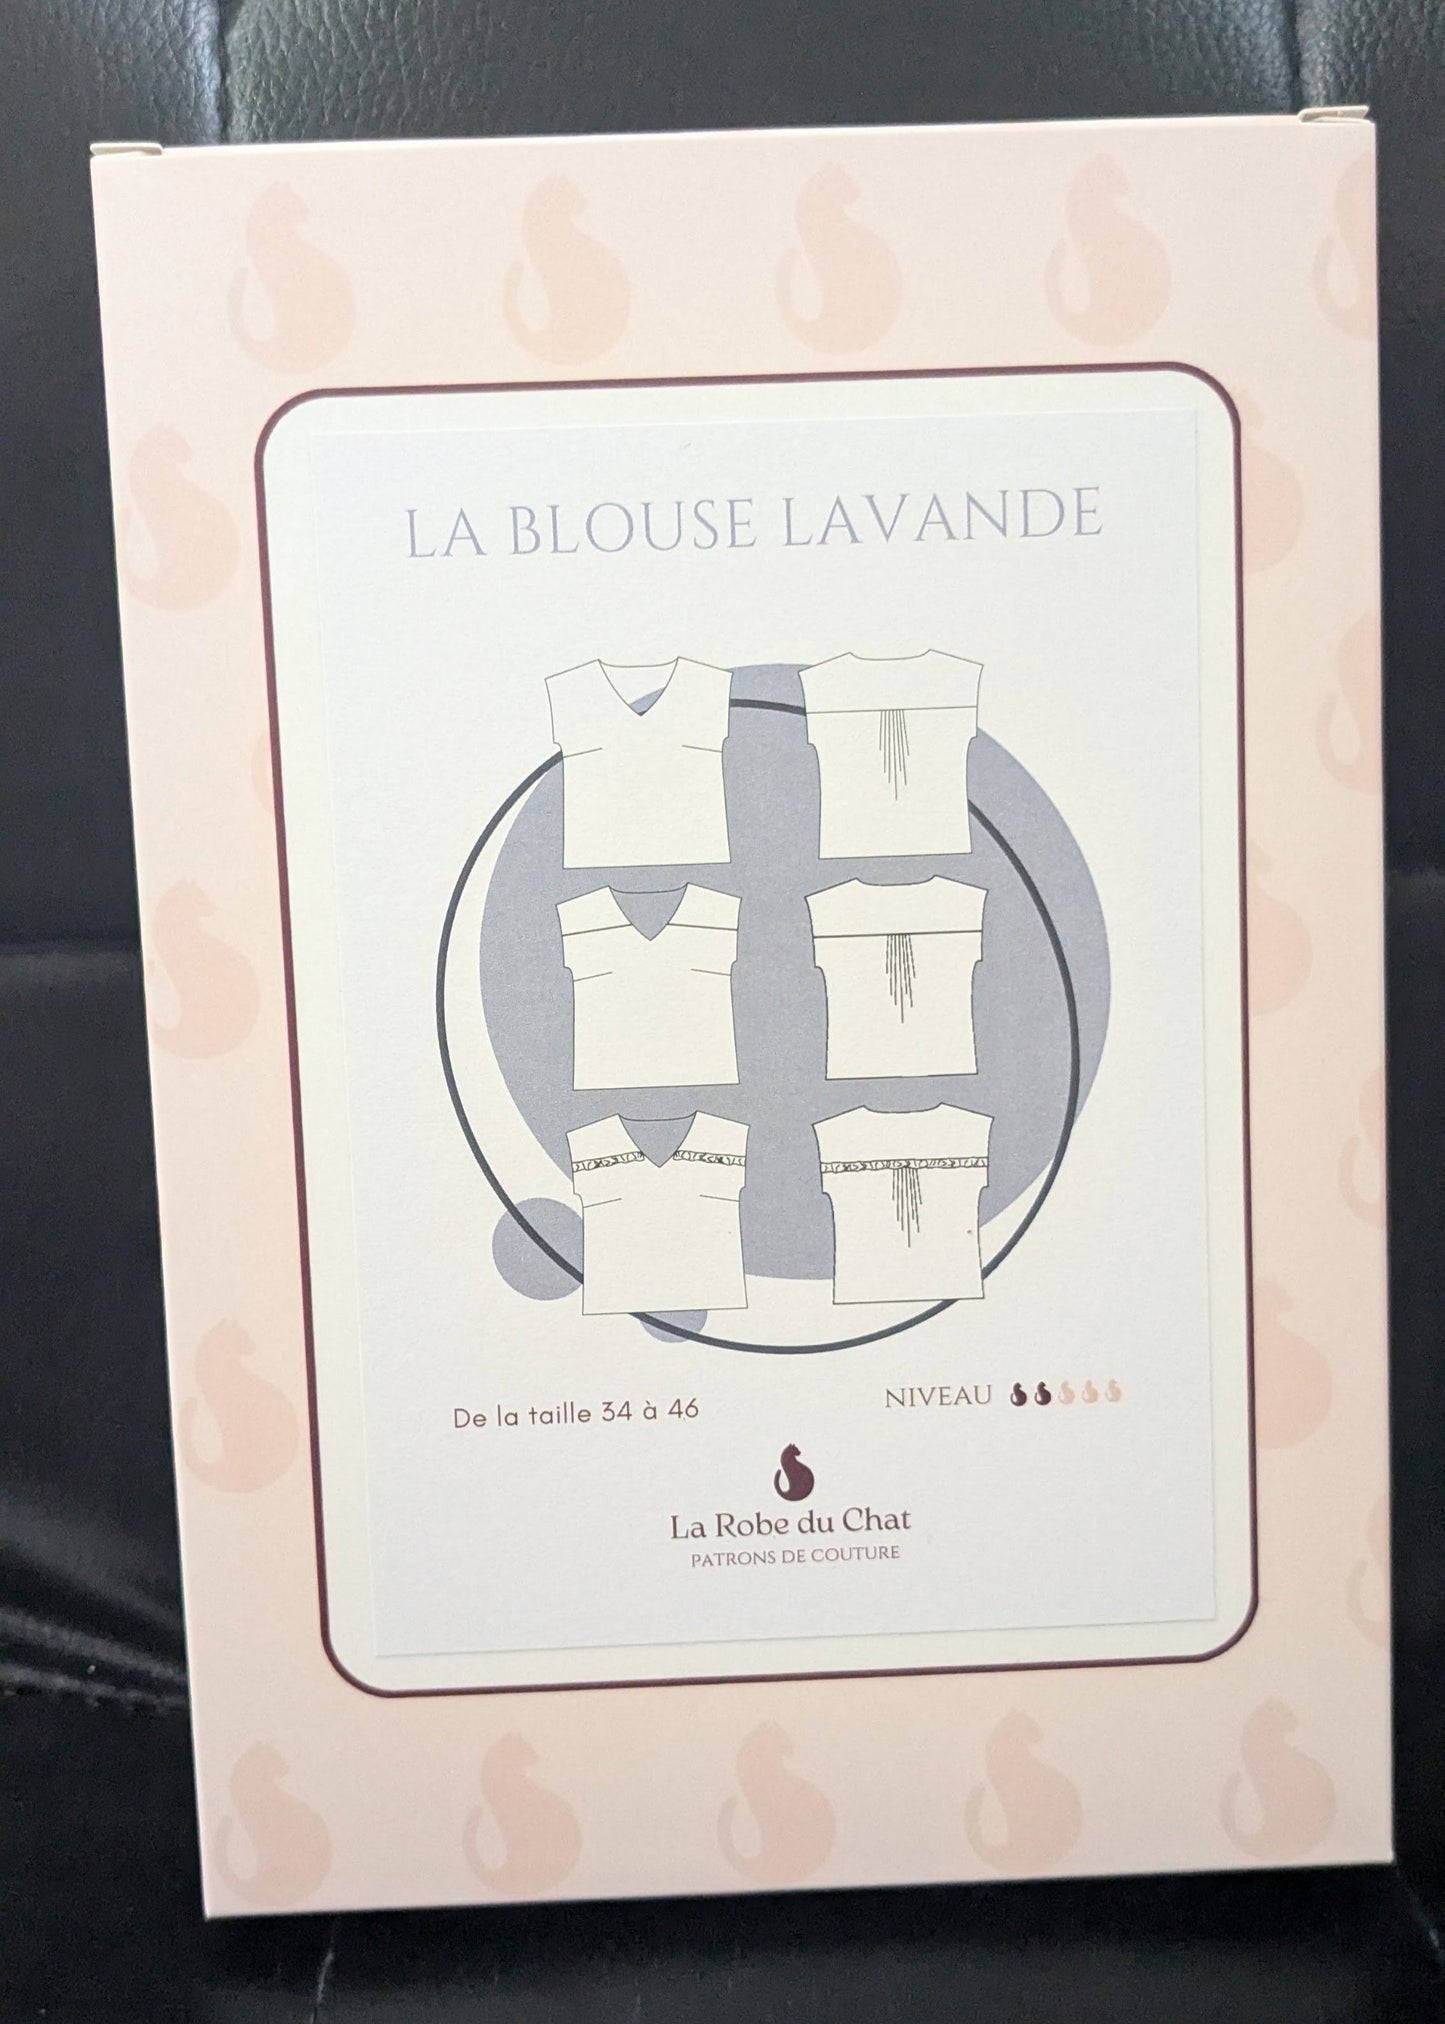 LA BLOUSE LAVANDE
De la taille 34 à 46
NIVEAU
La Robe du Chat
PATRONS DE COUTURE